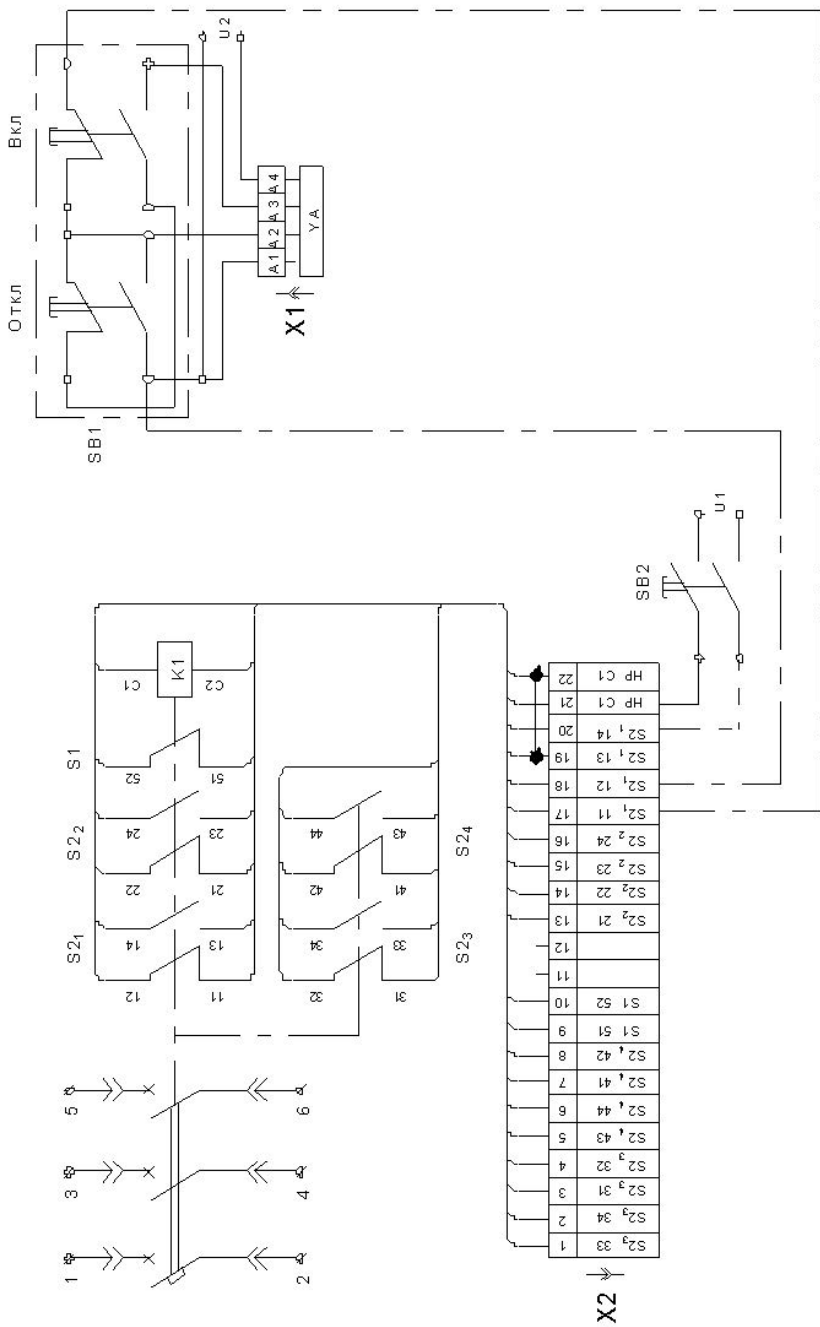 Откл
Вкл
SB1
U2
A1
A2
A3
A4
YA
X1
1
3
5
2
4
6
S2₁
S2₂
S1
12
14
22
24
52
C1
K1
11
13
21
23
51
C2
32
34
42
44
31
33
41
43
S2₃
S2₄
SB2
U1
X2
1 S2₃ 33
2 S2₃ 34
3 S2₃ 31
4 S2₃ 32
5 S2₄ 43
6 S2₄ 44
7 S2₄ 41
8 S2₄ 42
9 S1 51
10 S1 52
11
12
13 S2₂ 21
14 S2₂ 22
15 S2₂ 23
16 S2₂ 24
17 S2₁ 11
18 S2₁ 12
19 S2₁ 13
20 S2₁ 14
21 HP C1
22 HP C1